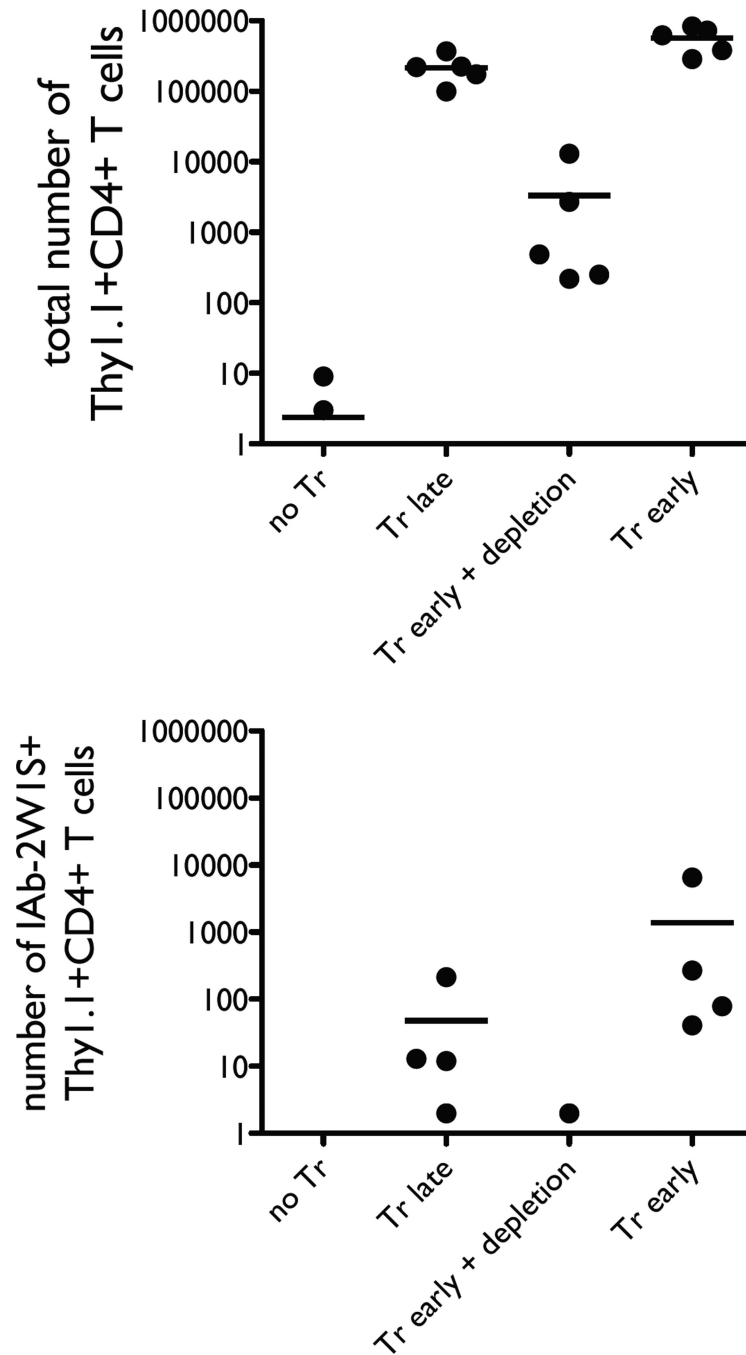 total number of
Thy1.1+CD4+ T cells
1000000
100000
10000
1000
100
10
1
no Tr
Tr late
Tr early + depletion
Tr early
number of IAb-2W1S+
Thy1.1+CD4+ T cells
1000000
100000
10000
1000
100
10
1
no Tr
Tr late
Tr early + depletion
Tr early